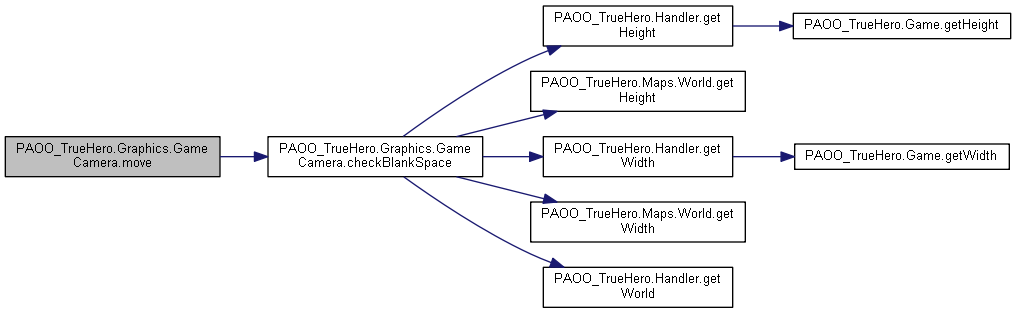 PAOO_TrueHero.Graphics.Game
Camera.move
PAOO_TrueHero.Graphics.Game
Camera.checkBlankSpace
PAOO_TrueHero.Handler.get
Height
PAOO_TrueHero.Game.getHeight
PAOO_TrueHero.Maps.World.get
Height
PAOO_TrueHero.Handler.get
Width
PAOO_TrueHero.Game.getWidth
PAOO_TrueHero.Maps.World.get
Width
PAOO_TrueHero.Handler.get
World